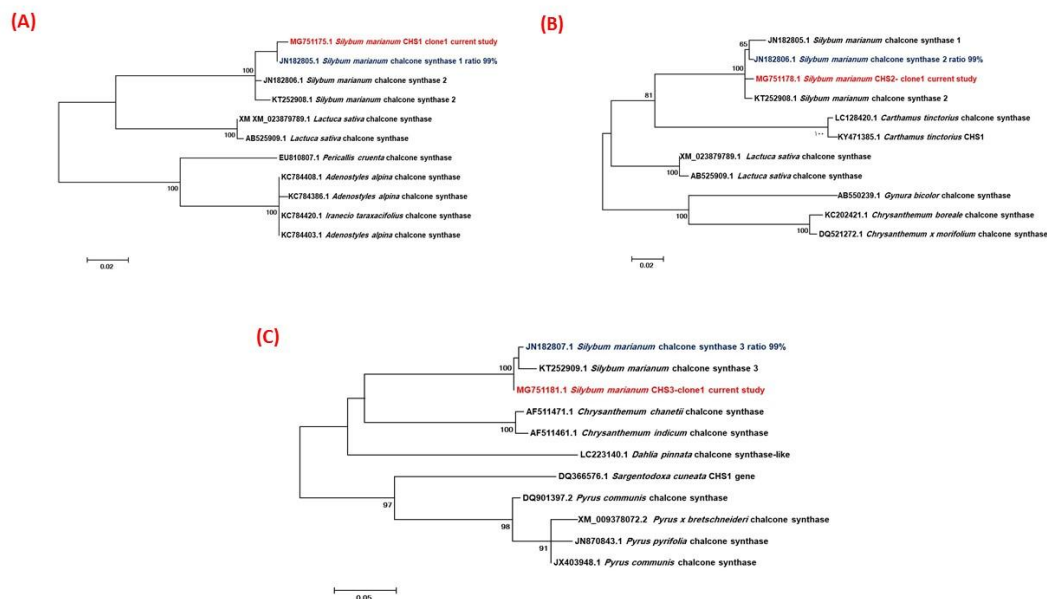 (A)
MG751175.1 Silybum marianum CHS1 clone1 current study
JN182805.1 Silybum marianum chalcone synthase 1 ratio 99%
100
JN182806.1 Silybum marianum chalcone synthase 2
KT252908.1 Silybum marianum chalcone synthase 2
XM XM_023879789.1 Lactuca sativa chalcone synthase
100
AB525909.1 Lactuca sativa chalcone synthase
EU810807.1 Pericallis cruenta chalcone synthase
100
KC784408.1 Adenostyles alpina chalcone synthase
KC784386.1 Adenostyles alpina chalcone synthase
100
KC784420.1 Iranecio taraxacifolius chalcone synthase
KC784403.1 Adenostyles alpina chalcone synthase
0.02
(B)
JN182805.1 Silybum marianum chalcone synthase 1
65
JN182806.1 Silybum marianum chalcone synthase 2 ratio 99%
100
MG751178.1 Silybum marianum CHS2- clone1 current study
81
KT252908.1 Silybum marianum chalcone synthase 2
LC128420.1 Carthamus tinctorius chalcone synthase
١٠٠
KY471385.1 Carthamus tinctorius CHS1
XM_023879789.1 Lactuca sativa chalcone synthase
100
AB525909.1 Lactuca sativa chalcone synthase
AB550239.1 Gynura bicolor chalcone synthase
100
KC202421.1 Chrysanthemum boreale chalcone synthase
100
DQ521272.1 Chrysanthemum x morifolium chalcone synthase
0.02
(C)
JN182807.1 Silybum marianum chalcone synthase 3 ratio 99%
100
KT252909.1 Silybum marianum chalcone synthase 3
MG751181.1 Silybum marianum CHS3-clone1 current study
AF511471.1 Chrysanthemum chanetii chalcone synthase
100
AF511461.1 Chrysanthemum indicum chalcone synthase
LC223140.1 Dahlia pinnata chalcone synthase-like
DQ366576.1 Sargentodoxa cuneata CHS1 gene
97
DQ901397.2 Pyrus communis chalcone synthase
98
XM_009378072.2 Pyrus x bretschneideri chalcone synthase
JN870843.1 Pyrus pyrifolia chalcone synthase
91
JX403948.1 Pyrus communis chalcone synthase
0.05